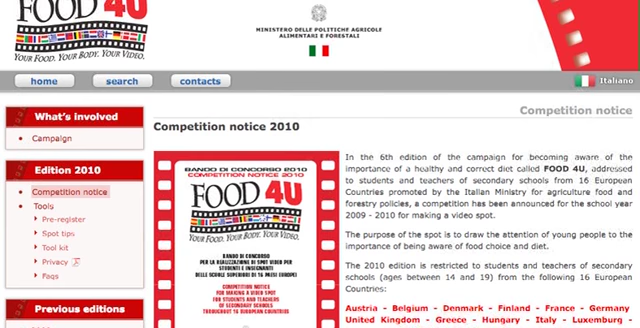 FOOD 4U
YOUR FOOD. YOUR BODY. YOUR VIDEO.
MINISTERO DELLE POLITICHE AGRICOLE
ALIMENTARI E FORESTALI
home
search
contacts
Italiano
Competition notice
What's involved
Campaign
Edition 2010
Competition notice
Tools
Pre-register
Spot tips
Tool kit
Privacy
Faqs
Previous editions
Competition notice 2010
BANDO DI CONCORSO 2010
COMPETITION NOTICE 2010
FOOD 4U
YOUR FOOD. YOUR BODY. YOUR VIDEO.
BANDO DI CONCORSO
PER LA REALIZZAZIONE DI SPOT VIDEO PER
STUDENTI E INSEGNANTI
DELLE SCUOLE SUPERIORI DI 16 PAESI EUROPEI
COMPETITION NOTICE
FOR MAKING A VIDEO SPOT
FOR STUDENTS AND TEACHERS
OF SECONDARY SCHOOLS
THROUGHOUT 16 EUROPEAN COUNTRIES
In the 6th edition of the campaign for becoming aware of the
importance of a healthy and correct diet called FOOD 4U, addressed
to students and teachers of secondary schools from 16 European
Countries promoted by the Italian Ministry for agriculture food and
forestry policies, a competition has been announced for the school year
2009 - 2010 for making a video spot.
The purpose of the spot is to draw the attention of young people to the
importance of being aware of food choice and diet.
The 2010 edition is restricted to students and teachers of secondary
schools (ages between 14 and 19) from the following 16 European
Countries:
Austria - Belgium - Denmark - Finland - France - Germany
United Kingdom - Greece - Hungary - Italy - Luxemburg -